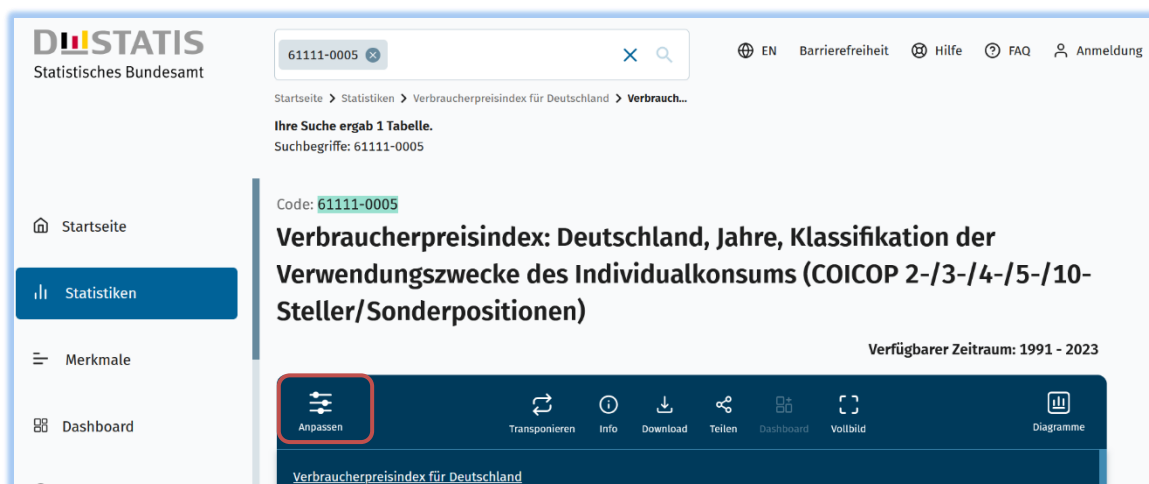 DESTATIS
Statistisches Bundesamt
61111-0005
EN Barrierefreiheit Hilfe FAQ Anmeldung
Startseite > Statistiken > Verbraucherpreisindex für Deutschland > Verbrauch...
Ihre Suche ergab 1 Tabelle.
Suchbegriffe: 61111-0005
Startseite
Statistiken
Merkmale
Dashboard
Code: 61111-0005
Verbraucherpreisindex: Deutschland, Jahre, Klassifikation der
Verwendungszwecke des Individualkonsums (COICOP 2-/3-/4-/5-/10-
Steller/Sonderpositionen)
Verfügbarer Zeitraum: 1991 - 2023
Anpassen Transponieren Info Download Teilen Dashboard Vollbild Diagramme
Verbraucherpreisindex für Deutschland